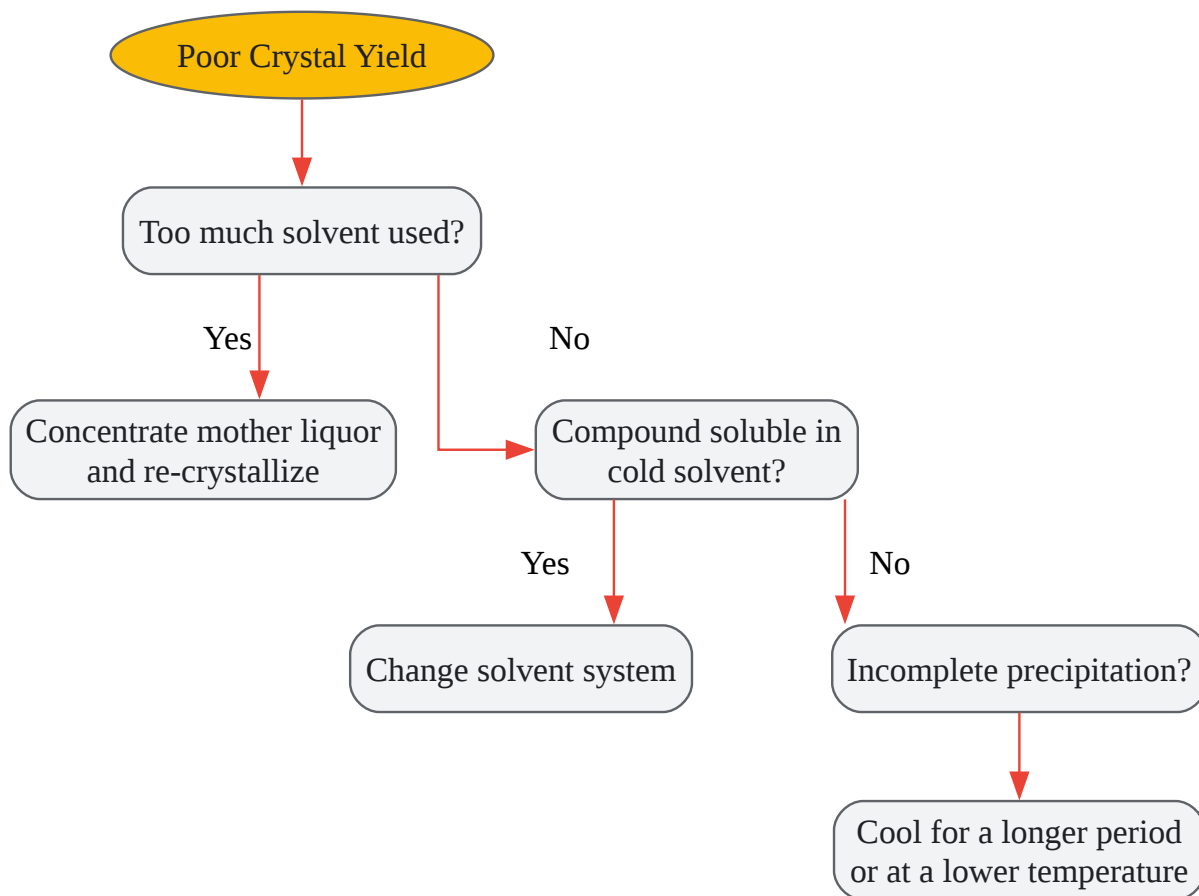 Poor Crystal Yield
Too much solvent used?
Yes
No
Concentrate mother liquor
and re-crystallize
Compound soluble in
cold solvent?
Yes
No
Change solvent system
Incomplete precipitation?
Cool for a longer period
or at a lower temperature